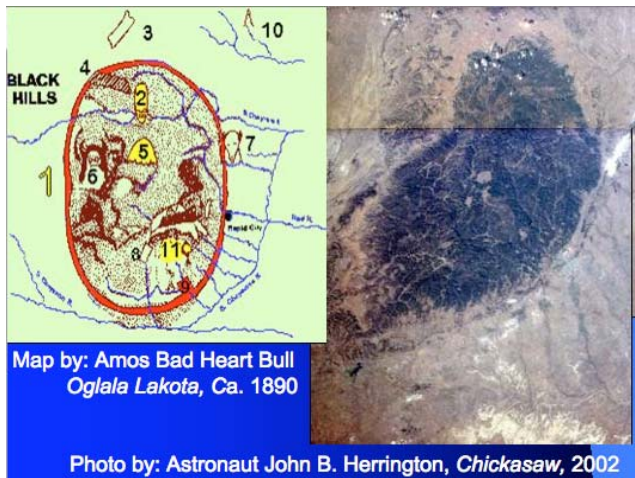 3
10
4
BLACK
HILLS
2
5
7
1
6
Rapid City
8
11
9
Map by: Amos Bad Heart Bull
Oglala Lakota, Ca. 1890
Photo by: Astronaut John B. Herrington, Chickasaw, 2002